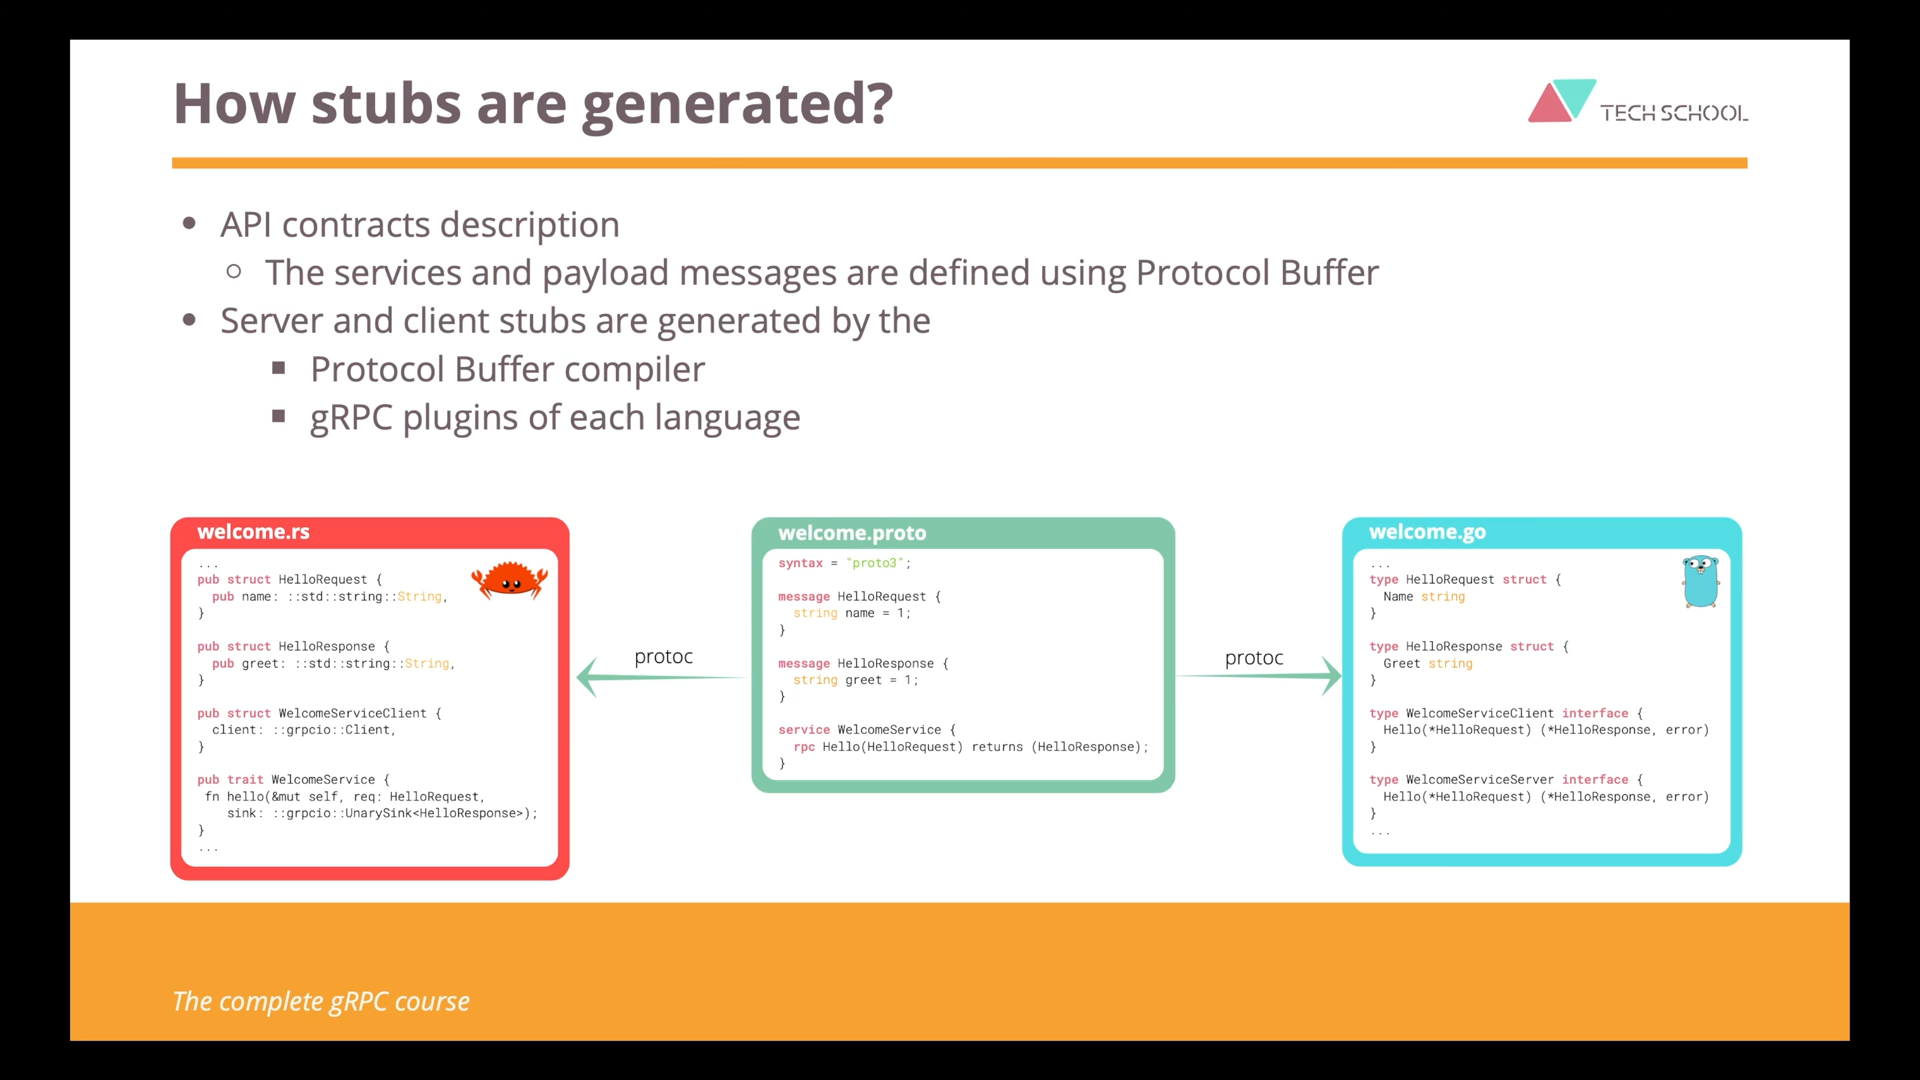 How stubs are generated?
TECH SCHOOL
API contracts description
The services and payload messages are defined using Protocol Buffer
Server and client stubs are generated by the
Protocol Buffer compiler
gRPC plugins of each language
welcome.rs
...
pub struct HelloRequest {
pub name: ::std::string::String,
}
pub struct HelloResponse {
pub greet: ::std::string::String,
}
pub struct WelcomeServiceClient {
client: ::grpcio::Client,
}
pub trait WelcomeService {
fn hello(&mut self, req: HelloRequest,
sink: ::grpcio::UnarySink<HelloResponse>);
}
...
protoc
welcome.proto
syntax = "proto3";
message HelloRequest {
string name = 1;
}
message HelloResponse {
string greet = 1;
}
service WelcomeService {
rpc Hello(HelloRequest) returns (HelloResponse);
}
protoc
welcome.go
...
type HelloRequest struct {
Name string
}
type HelloResponse struct {
Greet string
}
type WelcomeServiceClient interface {
Hello(*HelloRequest) (*HelloResponse, error)
}
type WelcomeServiceServer interface {
Hello(*HelloRequest) (*HelloResponse, error)
}
...
The complete gRPC course